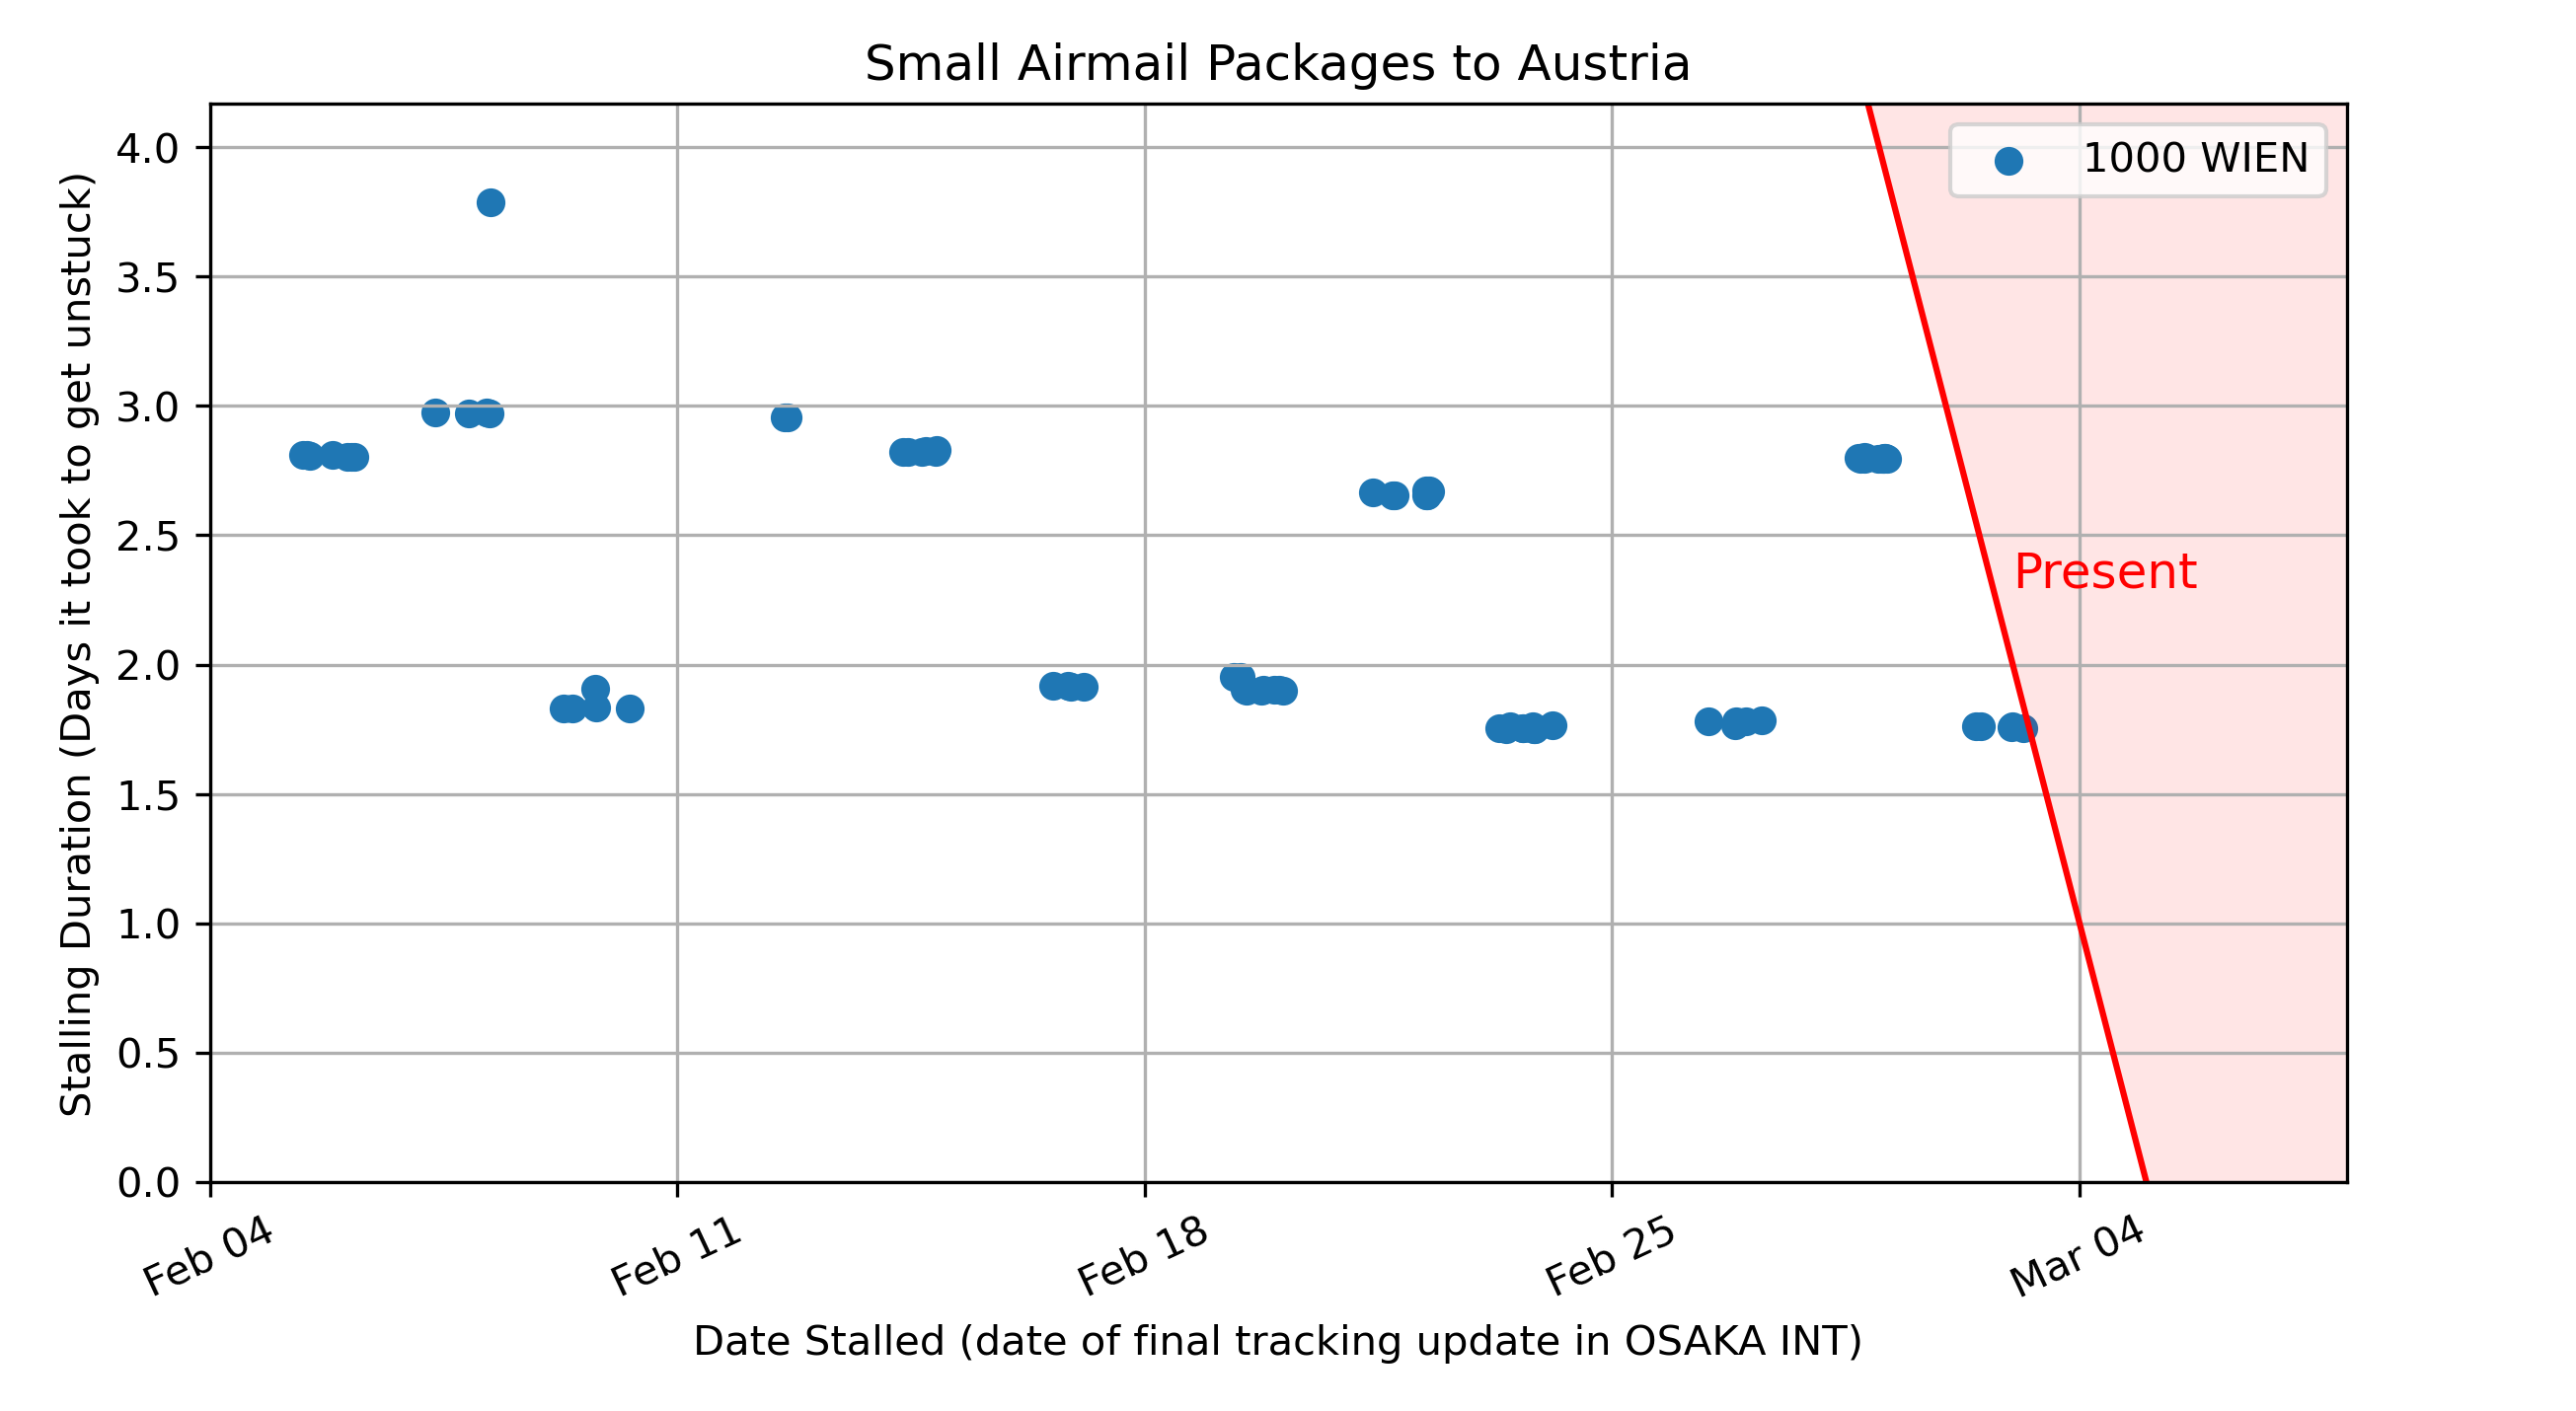 Small Airmail Packages to Austria
Stalling Duration (Days it took to get unstuck)
4.0
3.5
3.0
2.5
2.0
1.5
1.0
0.5
0.0
1000 WIEN
Present
Feb 04
Feb 11
Feb 18
Feb 25
Mar 04
Date Stalled (date of final tracking update in OSAKA INT)